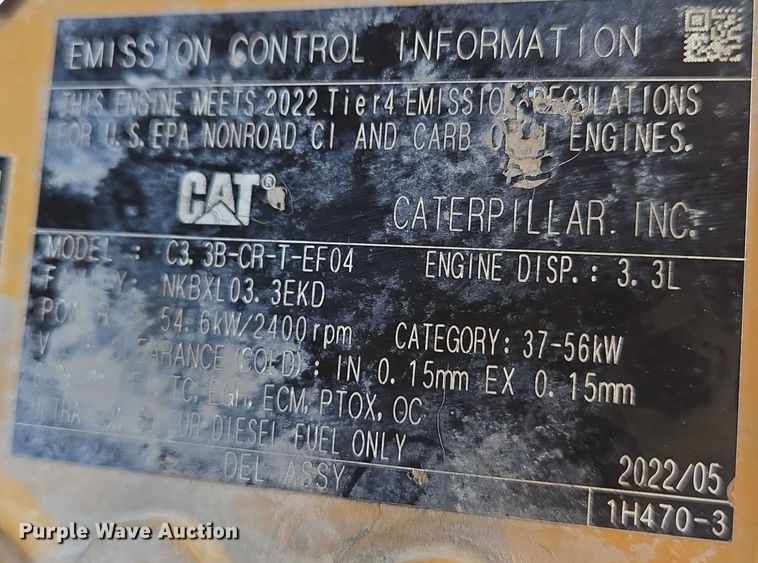 EMISSION CONTROL INFORMATION
THIS ENGINE MEETS 2022 Tier4 EMISSION REGULATIONS
FOR U.S. EPA NONROAD CI AND CARB ENGINES.
CAT®
CATERPILLAR. INC.
MODEL : C3. 3B-CR-T-EF04 ENGINE DISP. : 3. 3L
FAMILY: NKBXL03. 3EKD
POWER : 54. 6kW/2400rpm CATEGORY: 37-56kW
CLEARANCE (COLD) : IN 0. 15mm EX 0. 15mm
TC, EGR, ECM, PTOX, OC
ULTRA LOW SULFUR DIESEL FUEL ONLY
DEL ASSY
2022/05
1H470-3
Purple Wave Auction